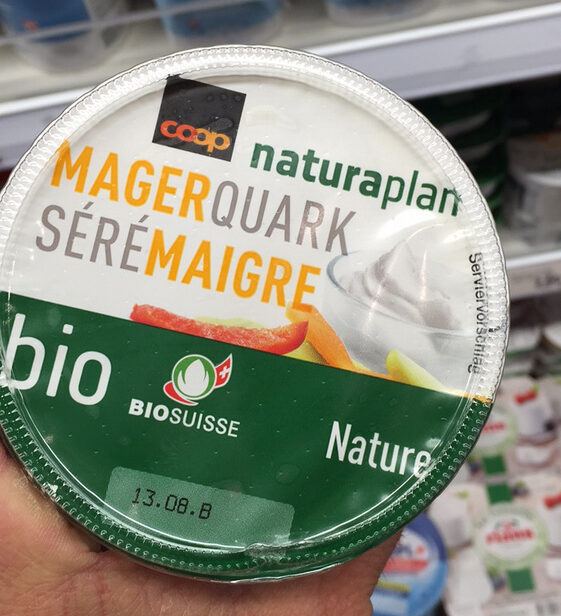 coop
naturaplan
MAGERQUARK
SÉRÉMAIGRE
Serviervorschlag
bio
BIOSUISSE
Nature
13.08.B